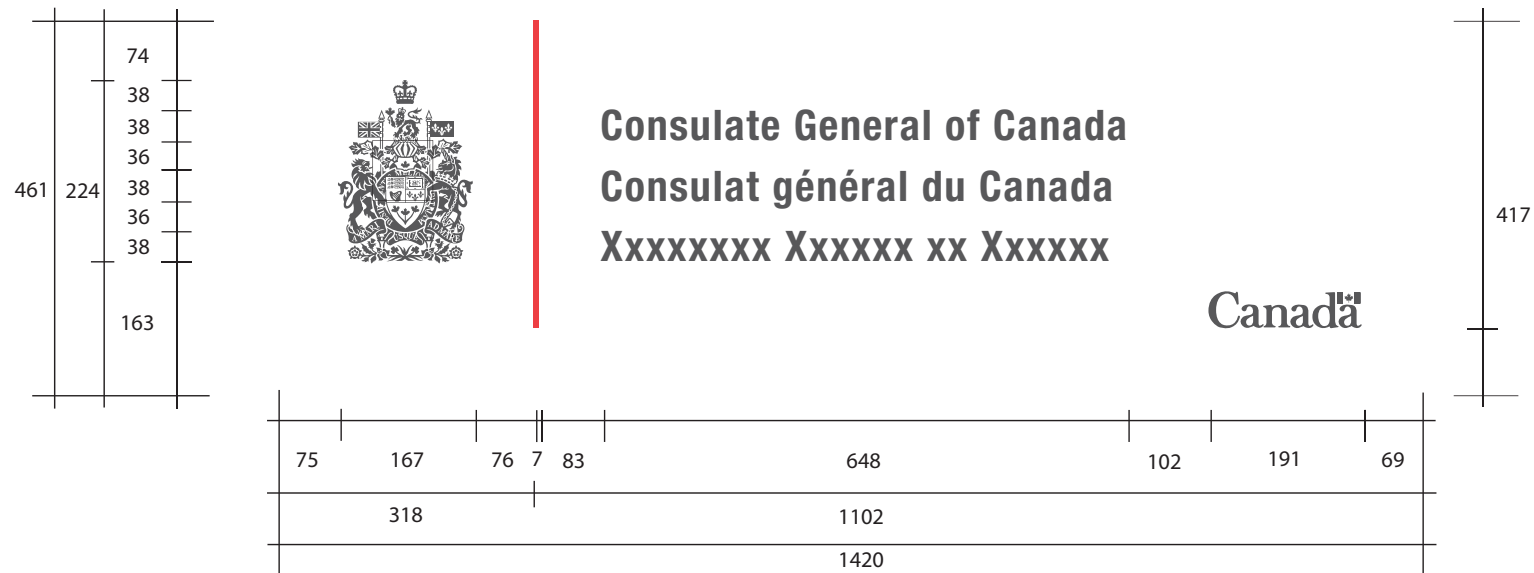 74
38
38
36
461 224 38
36
38
163
Consulate General of Canada
Consulat général du Canada
Xxxxxxxx Xxxxxx xx Xxxxxx
Canada
417
75 167 76 7 83 648 102 191 69
318 1102
1420